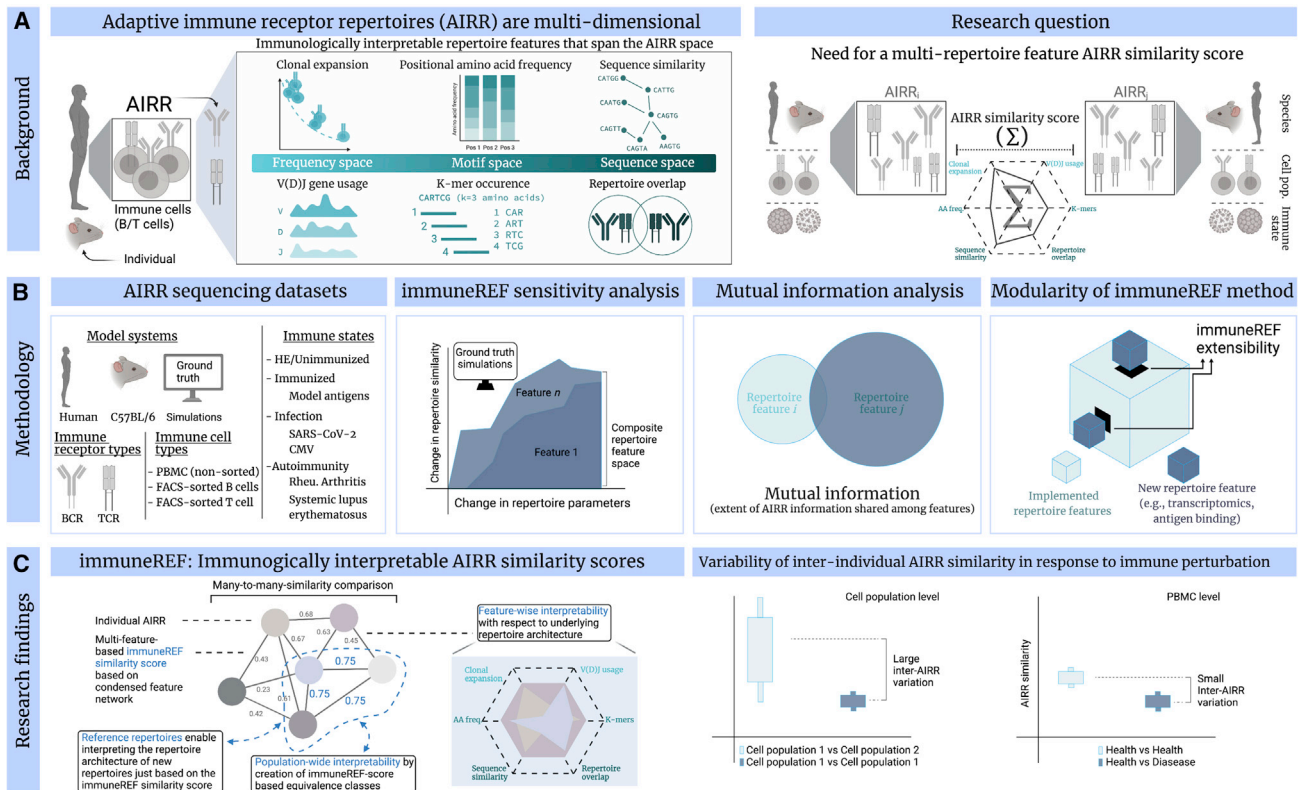 A
Background
Adaptive immune receptor repertoires (AIRR) are multi-dimensional
Immunologically interpretable repertoire features that span the AIRR space
AIRR
Immune cells
(B/T cells)
Individual
Clonal expansion
Positional amino acid frequency
Amino acid frequency
Pos 1 Pos 2 Pos 3
Sequence similarity
CATGG
CATTG
CAATG
CAGTG
CAGTT
CAGTA
AAGTG
Frequency space
Motif space
Sequence space
V(D)J gene usage
V
D
J
K-mer occurence
CARTCG (k=3 amino acids)
1
2
3
4
1 CAR
2 ART
3 RTC
4 TCG
Repertoire overlap
Research question
Need for a multi-repertoire feature AIRR similarity score
AIRRi
AIRRj
AIRR similarity score
(Σ)
Clonal
expansion
V(D)J usage
AA freq.
K-mers
Sequence
similarity
Repertoire
overlap
Σ
Species
Cell pop.
Immune
state
B
Methodology
AIRR sequencing datasets
Model systems
Ground
truth
Human
C57BL/6
Simulations
Immune
receptor types
BCR
TCR
Immune cell
types
- PBMC (non-sorted)
- FACS-sorted B cells
- FACS-sorted T cell
Immune states
- HE/Unimmunized
- Immunized
Model antigens
- Infection
SARS-CoV-2
CMV
-Autoimmunity
Rheu. Arthritis
Systemic lupus
erythematosus
immuneREF sensitivity analysis
Change in repertoire similarity
Ground truth
simulations
Feature n
Feature 1
Composite
repertoire
feature
space
Change in repertoire parameters
Mutual information analysis
Repertoire
feature i
Repertoire
feature j
Mutual information
(extent of AIRR information shared among features)
Modularity of immuneREF method
immuneREF
extensibility
Implemented
repertoire features
New repertoire feature
(e.g., transcriptomics,
antigen binding)
C
Research findings
immuneREF: Immunogically interpretable AIRR similarity scores
Many-to-many-similarity comparison
Individual AIRR
Multi-feature-
based immuneREF
similarity score
based on
condensed feature
network
0.68
0.67
0.63
0.45
0.43
0.75
0.23
0.61
0.75
0.75
0.42
Feature-wise interpretability
with respect to underlying
repertoire architecture
Clonal
expansion
V(D)J usage
AA freq.
K-mers
Sequence
similarity
Repertoire
overlap
Reference repertoires enable
interpreting the repertoire
architecture of new
repertoires just based on the
immuneREF similarity score
Population-wide interpretability by
creation of immuneREF-score
based equivalence classes
Variability of inter-individual AIRR similarity in response to immune perturbation
Cell population level
Large
inter-AIRR
variation
Cell population 1 vs Cell population 2
Cell population 1 vs Cell population 1
PBMC level
AIRR similarity
Small
Inter-AIRR
variation
Health vs Health
Health vs Diasease